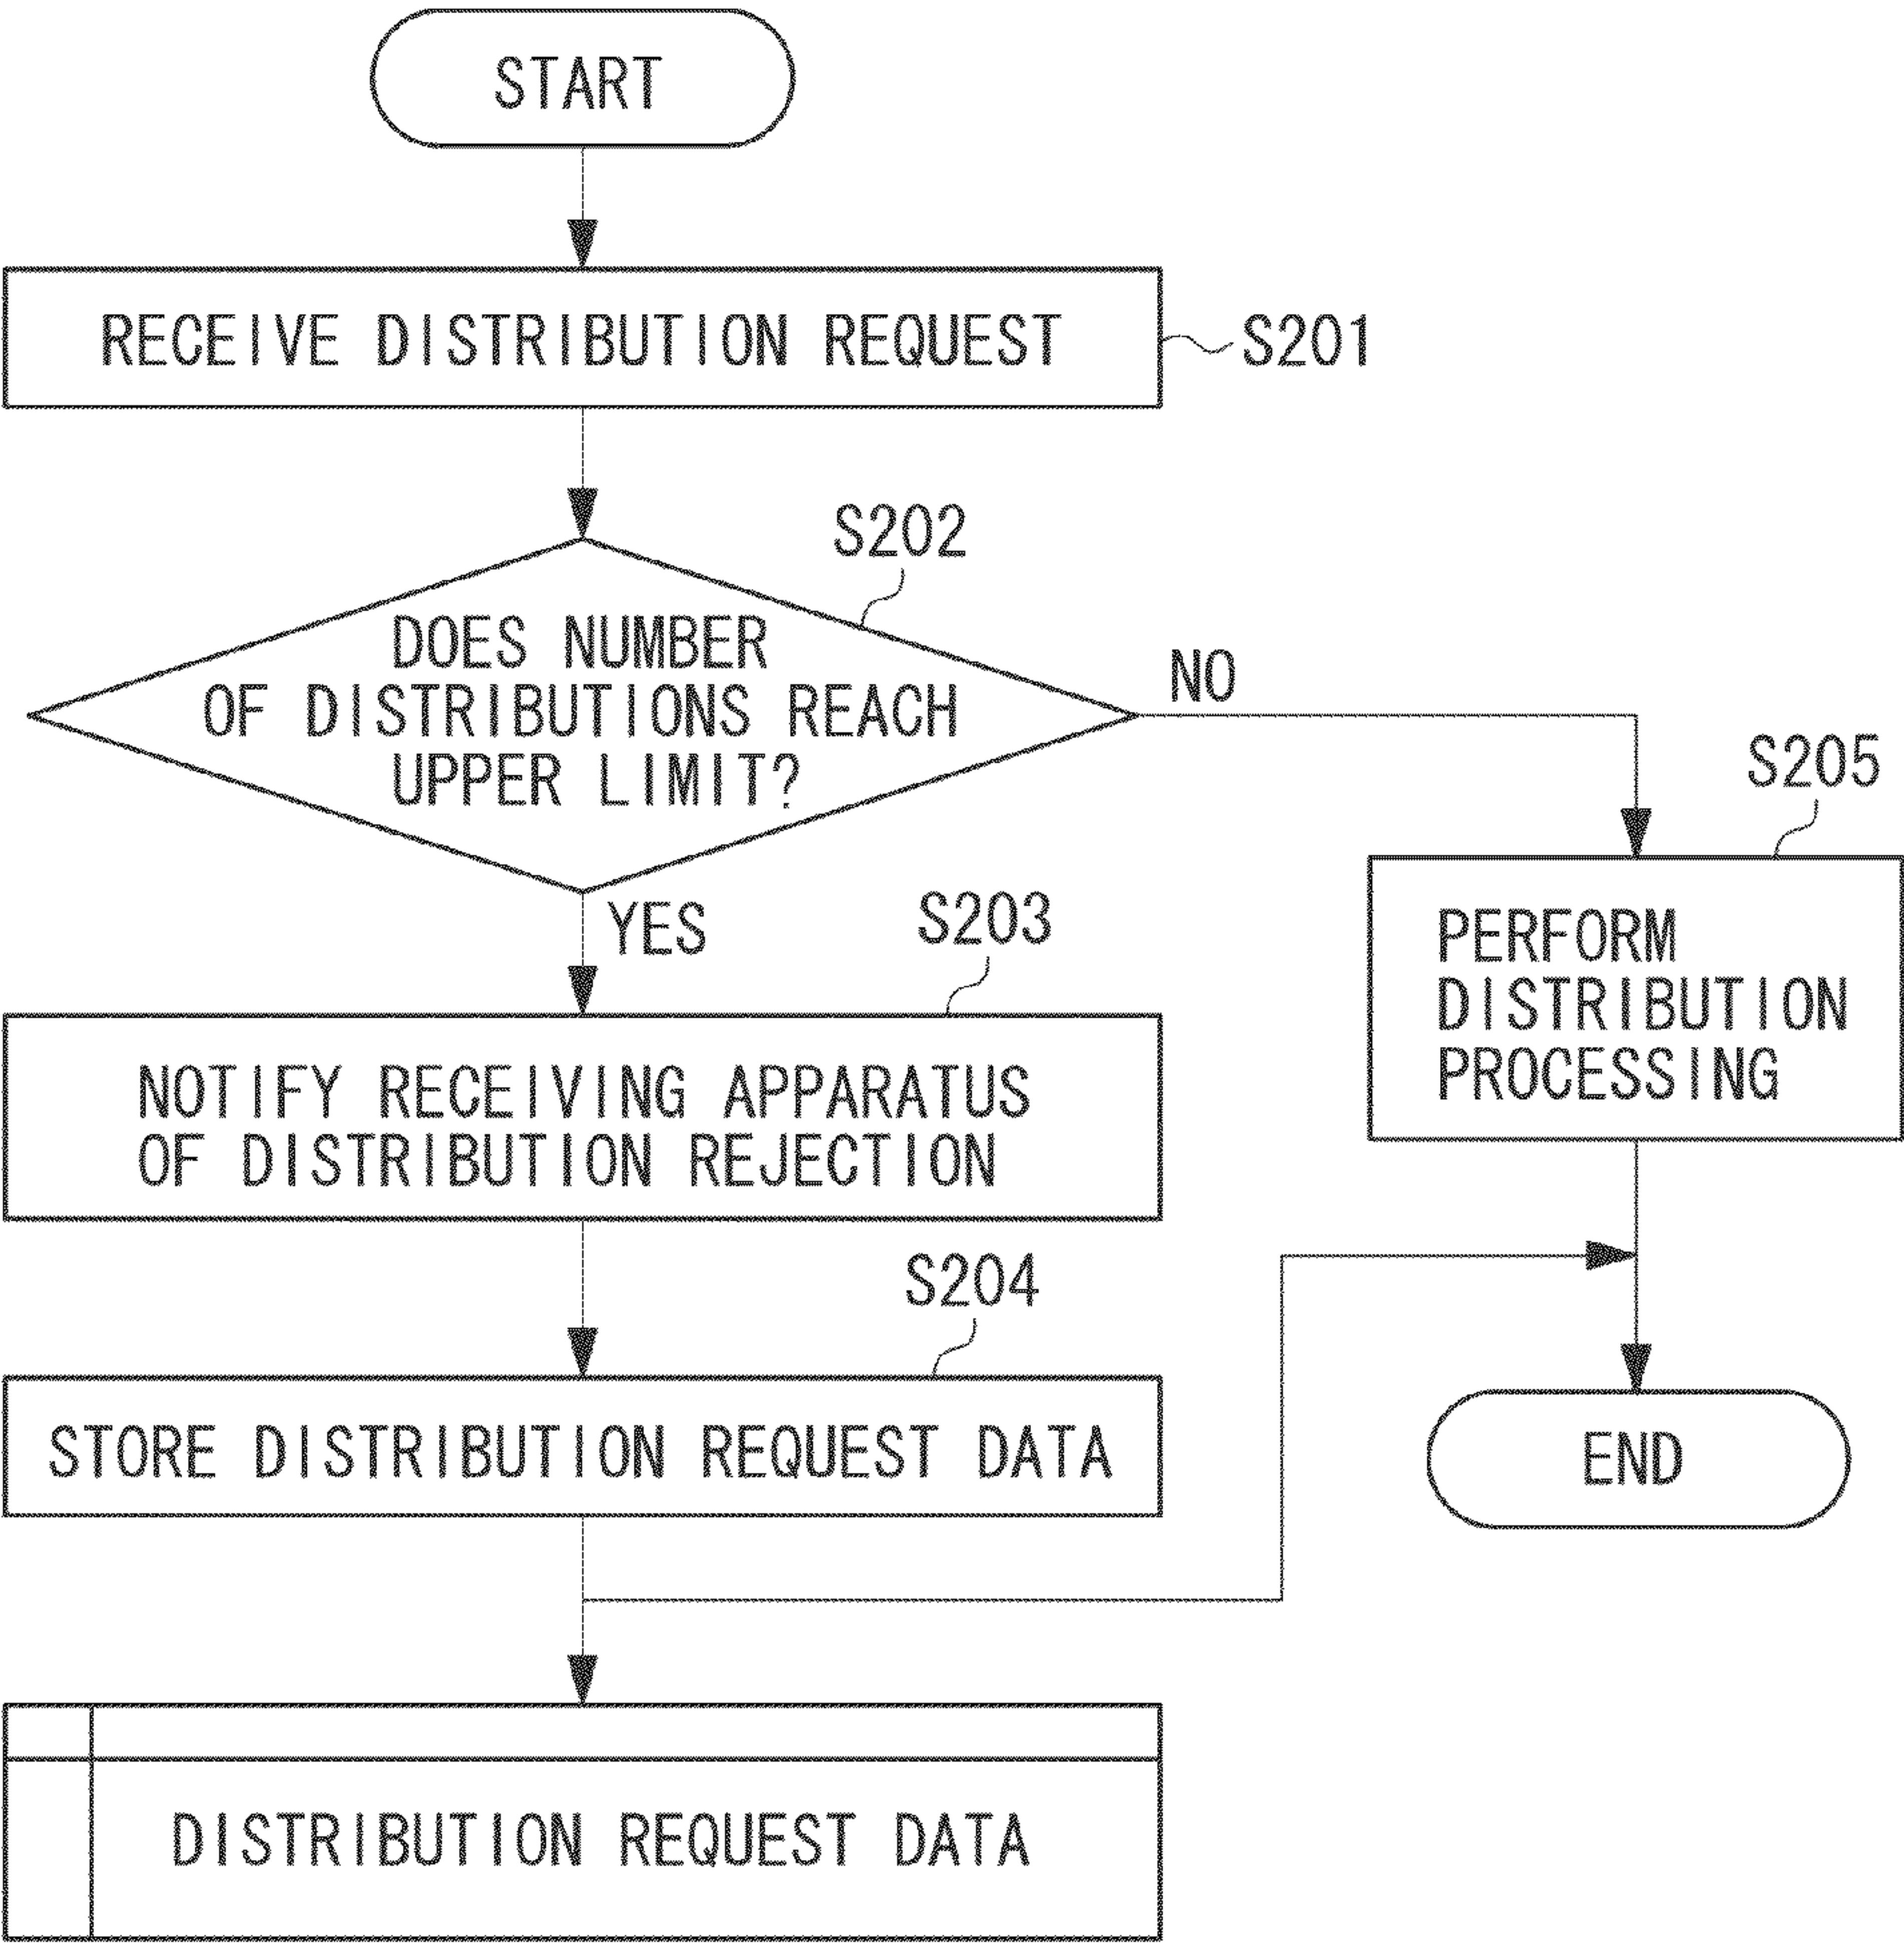 START
RECEIVE DISTRIBUTION REQUEST
S201
S202
DOES NUMBER
OF DISTRIBUTIONS REACH
UPPER LIMIT?
NO
YES
S205
PERFORM
DISTRIBUTION
PROCESSING
S203
NOTIFY RECEIVING APPARATUS
OF DISTRIBUTION REJECTION
S204
STORE DISTRIBUTION REQUEST DATA
END
DISTRIBUTION REQUEST DATA